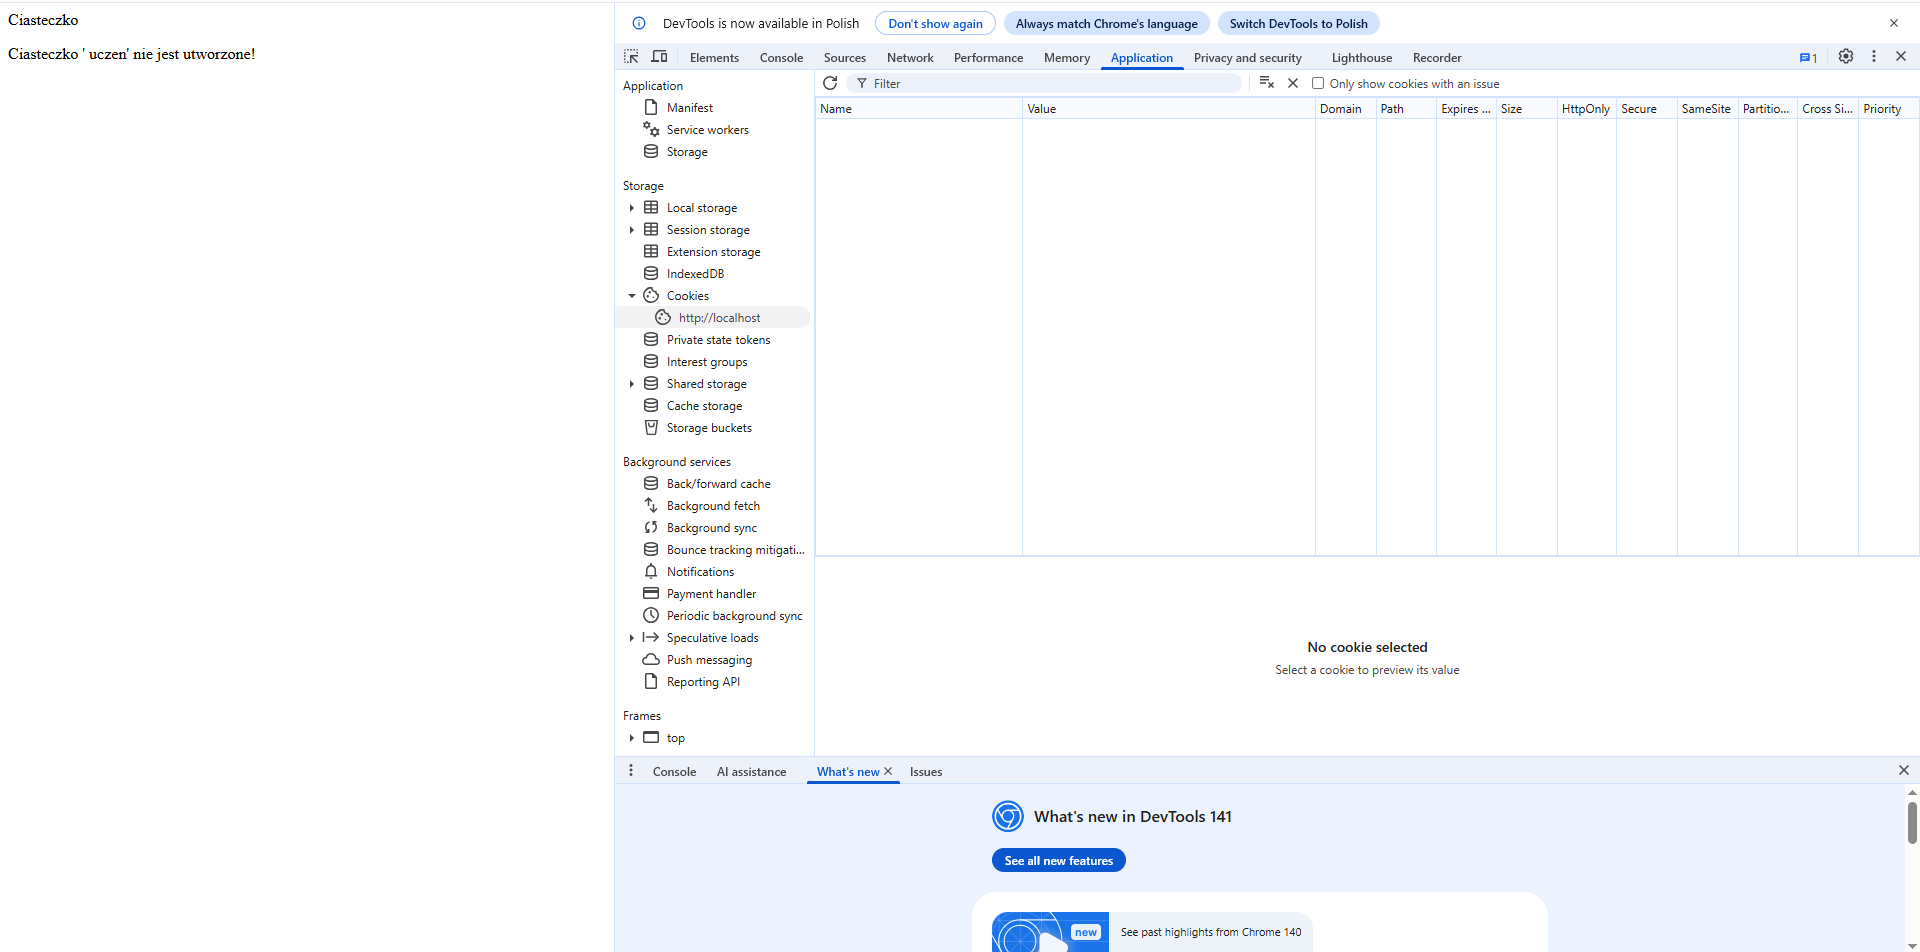 Ciasteczko
Ciasteczko ' uczen' nie jest utworzone!
DevTools is now available in Polish
Don't show again
Always match Chrome's language
Switch DevTools to Polish
Elements Console Sources Network Performance Memory Application Privacy and security Lighthouse Recorder 1
Application
Manifest
Service workers
Storage
Storage
Local storage
Session storage
Extension storage
IndexedDB
Cookies
http://localhost
Private state tokens
Interest groups
Shared storage
Cache storage
Storage buckets
Background services
Back/forward cache
Background fetch
Background sync
Bounce tracking mitigati...
Notifications
Payment handler
Periodic background sync
Speculative loads
Push messaging
Reporting API
Frames
top
Filter Only show cookies with an issue
Name Value Domain Path Expires ... Size HttpOnly Secure SameSite Partitio... Cross Si... Priority
No cookie selected
Select a cookie to preview its value
Console AI assistance What's new Issues
What's new in DevTools 141
See all new features
new
See past highlights from Chrome 140